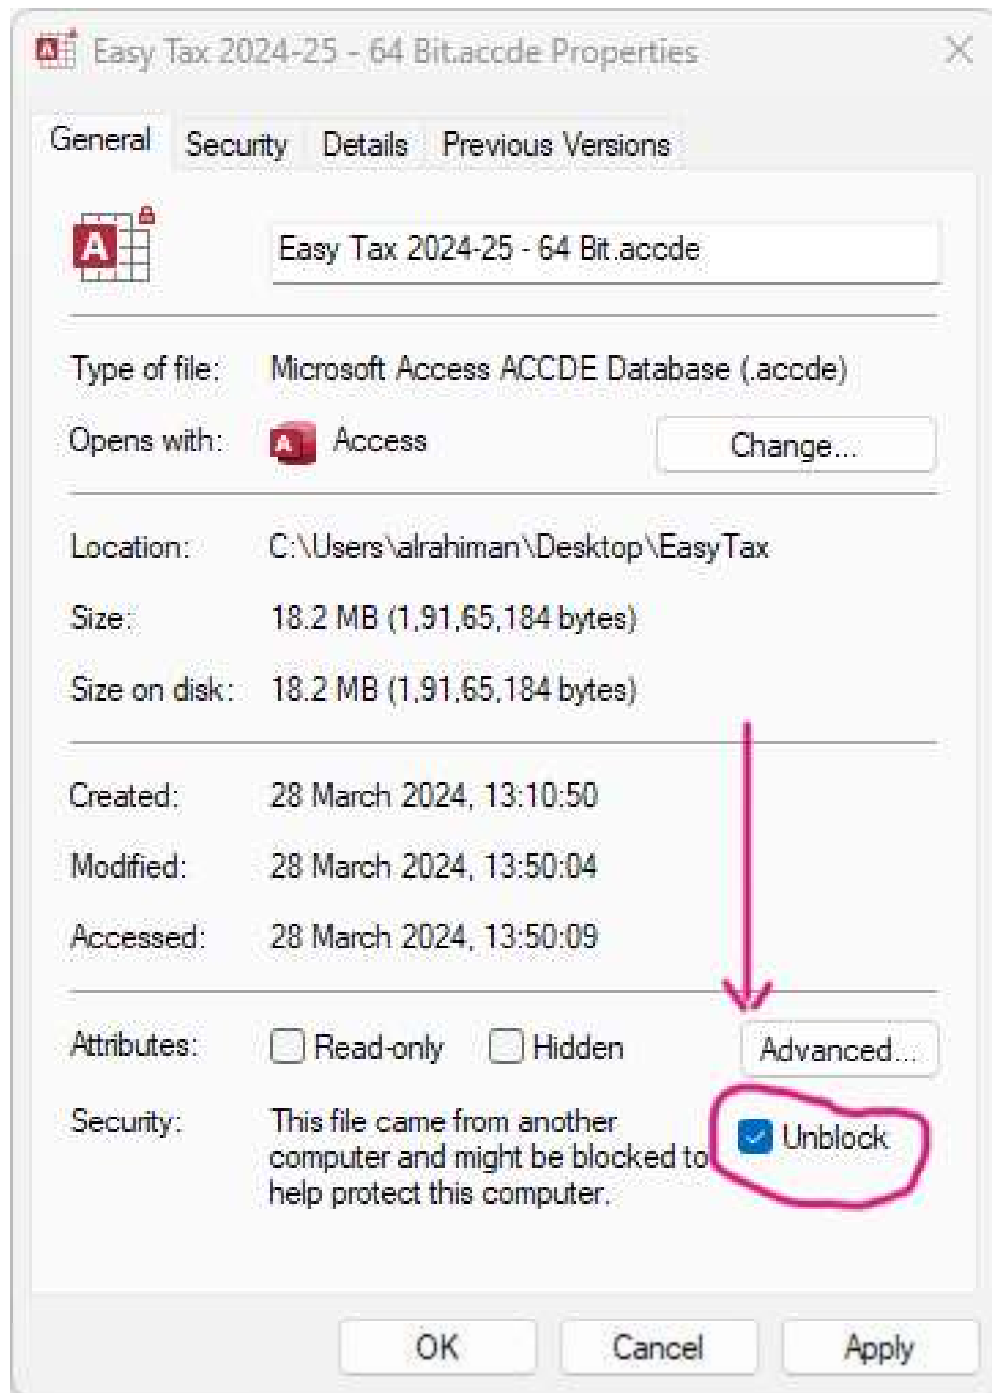 Easy Tax 2024-25 - 64 Bit.accde Properties
General Security Details Previous Versions
Easy Tax 2024-25 - 64 Bit.accde
Type of file: Microsoft Access ACCDE Database (.accde)
Opens with: Access Change...
Location: C:\Users\alrahiman\Desktop\EasyTax
Size: 18.2 MB (1,91,65,184 bytes)
Size on disk: 18.2 MB (1,91,65,184 bytes)
Created: 28 March 2024, 13:10:50
Modified: 28 March 2024, 13:50:04
Accessed: 28 March 2024, 13:50:09
Attributes: Read-only Hidden Advanced...
Security: This file came from another
computer and might be blocked to Unblock
help protect this computer.
OK Cancel Apply